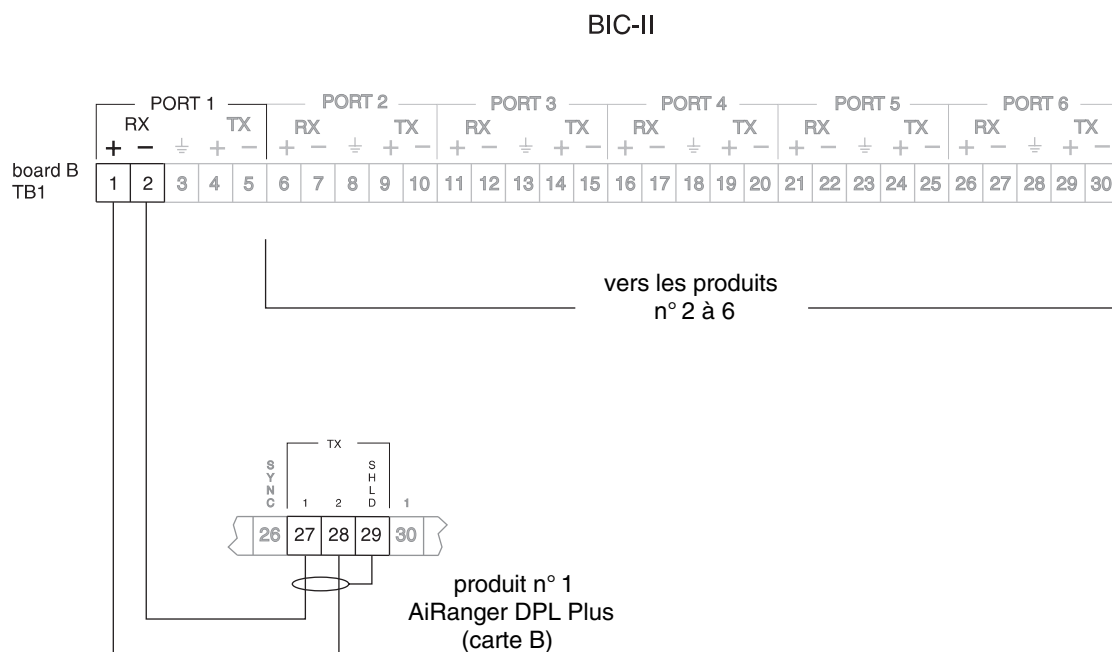 BIC-II
PORT 1 PORT 2 PORT 3 PORT 4 PORT 5 PORT 6
RX TX RX TX RX TX RX TX RX TX RX TX
+ − + − + − + − + − + − + − + − + − + − + − + −
board B
TB1
1 2 3 4 5 6 7 8 9 10 11 12 13 14 15 16 17 18 19 20 21 22 23 24 25 26 27 28 29 30
vers les produits
n° 2 à 6
TX
SYNC 1 2 SHLD 1
26 27 28 29 30
produit n° 1
AiRanger DPL Plus
(carte B)